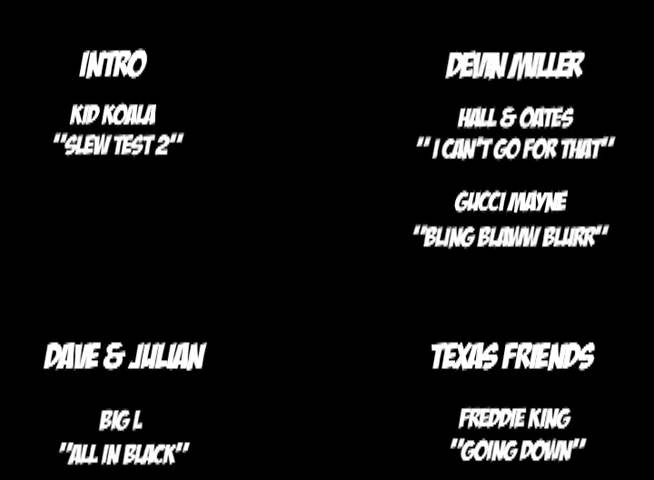 INTRO
KID KOALA
"SLEW TEST 2"
DEVIN MILLER
HALL & OATES
" I CAN'T GO FOR THAT"
GUCCI MAYNE
"BLING BLAWW BLURR"
DAVE & JULIAN
BIG L
"ALL IN BLACK"
TEXAS FRIENDS
FREDDIE KING
"GOING DOWN"